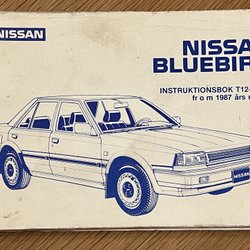 NISSAN
NISSA
BLUEBIR
INSTRUKTIONSBOK T12-
fr o m 1987 års